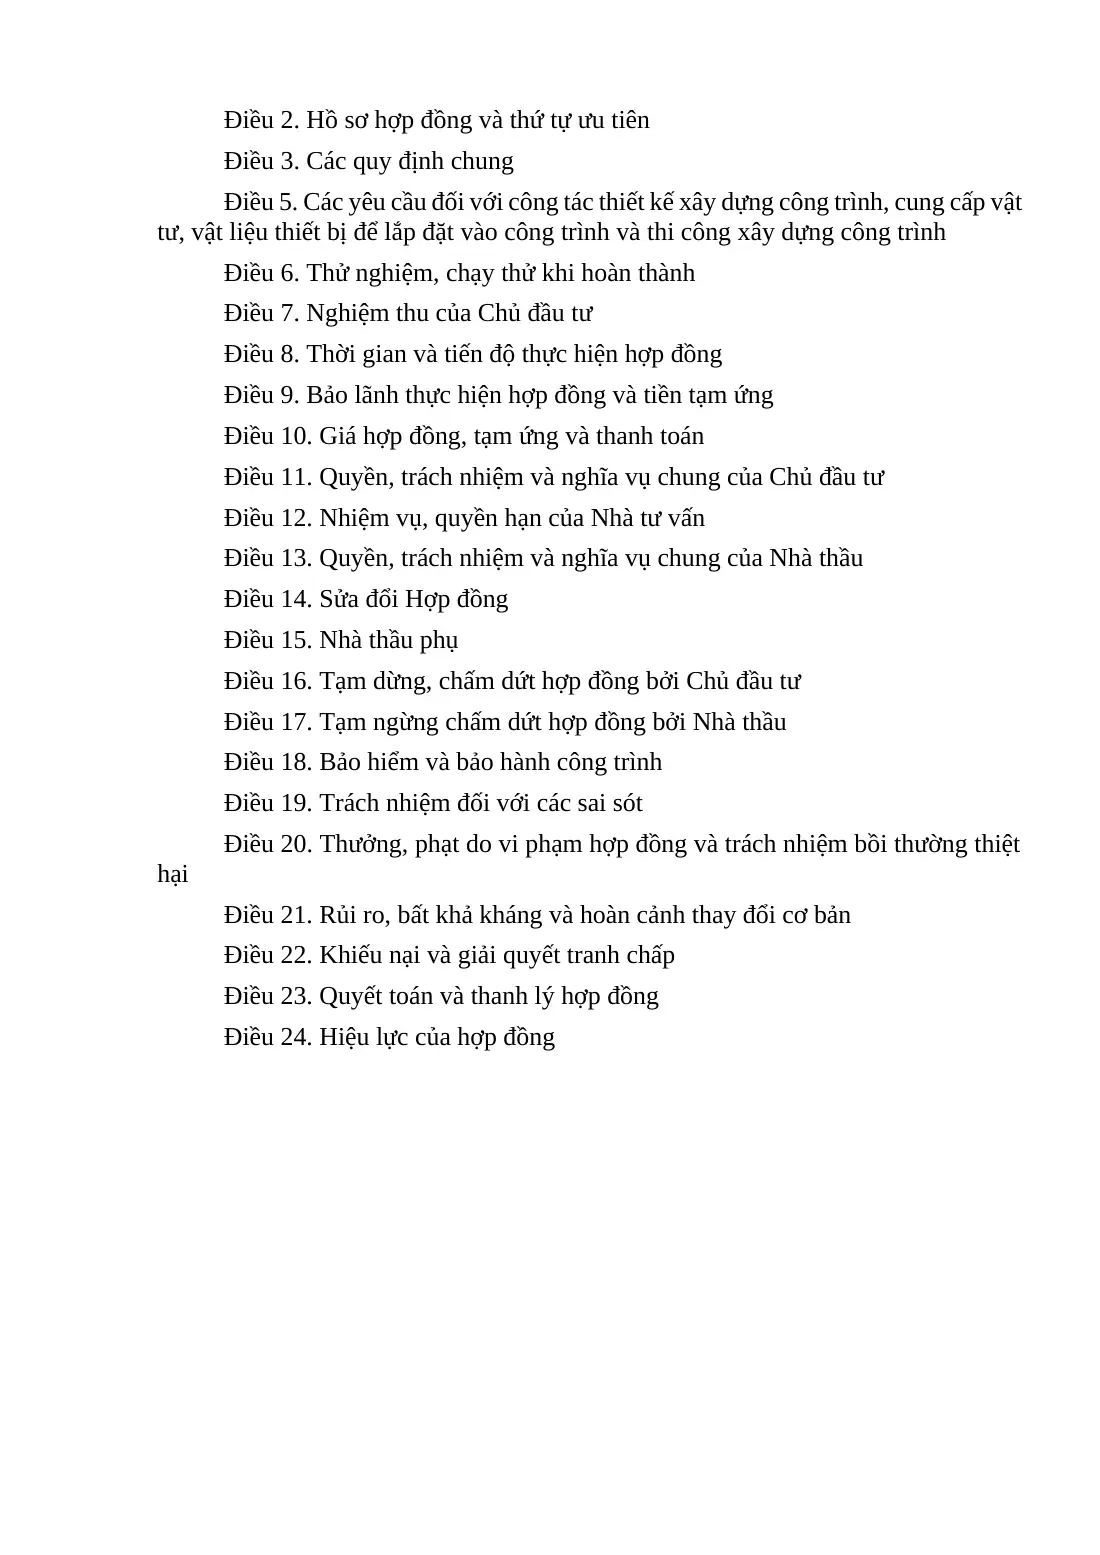 Điều 2. Hồ sơ hợp đồng và thứ tự ưu tiên
Điều 3. Các quy định chung
Điều 5. Các yêu cầu đối với công tác thiết kế xây dựng công trình, cung cấp vật
tư, vật liệu thiết bị để lắp đặt vào công trình và thi công xây dựng công trình
Điều 6. Thử nghiệm, chạy thử khi hoàn thành
Điều 7. Nghiệm thu của Chủ đầu tư
Điều 8. Thời gian và tiến độ thực hiện hợp đồng
Điều 9. Bảo lãnh thực hiện hợp đồng và tiền tạm ứng
Điều 10. Giá hợp đồng, tạm ứng và thanh toán
Điều 11. Quyền, trách nhiệm và nghĩa vụ chung của Chủ đầu tư
Điều 12. Nhiệm vụ, quyền hạn của Nhà tư vấn
Điều 13. Quyền, trách nhiệm và nghĩa vụ chung của Nhà thầu
Điều 14. Sửa đổi Hợp đồng
Điều 15. Nhà thầu phụ
Điều 16. Tạm dừng, chấm dứt hợp đồng bởi Chủ đầu tư
Điều 17. Tạm ngừng chấm dứt hợp đồng bởi Nhà thầu
Điều 18. Bảo hiểm và bảo hành công trình
Điều 19. Trách nhiệm đối với các sai sót
Điều 20. Thưởng, phạt do vi phạm hợp đồng và trách nhiệm bồi thường thiệt
hại
Điều 21. Rủi ro, bất khả kháng và hoàn cảnh thay đổi cơ bản
Điều 22. Khiếu nại và giải quyết tranh chấp
Điều 23. Quyết toán và thanh lý hợp đồng
Điều 24. Hiệu lực của hợp đồng